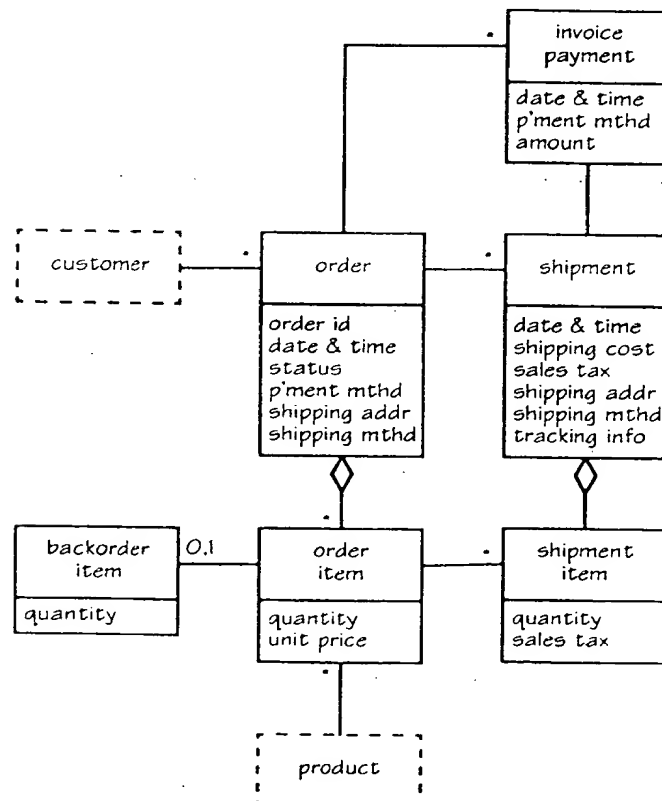 invoice
payment
date & time
p'ment mthd
amount
customer
*
order
order id
date & time
status
p'ment mthd
shipping addr
shipping mthd
*
shipment
date & time
shipping cost
sales tax
shipping addr
shipping mthd
tracking info
*
backorder
item
quantity
0,1
*
order
item
quantity
unit price
*
*
shipment
item
quantity
sales tax
product